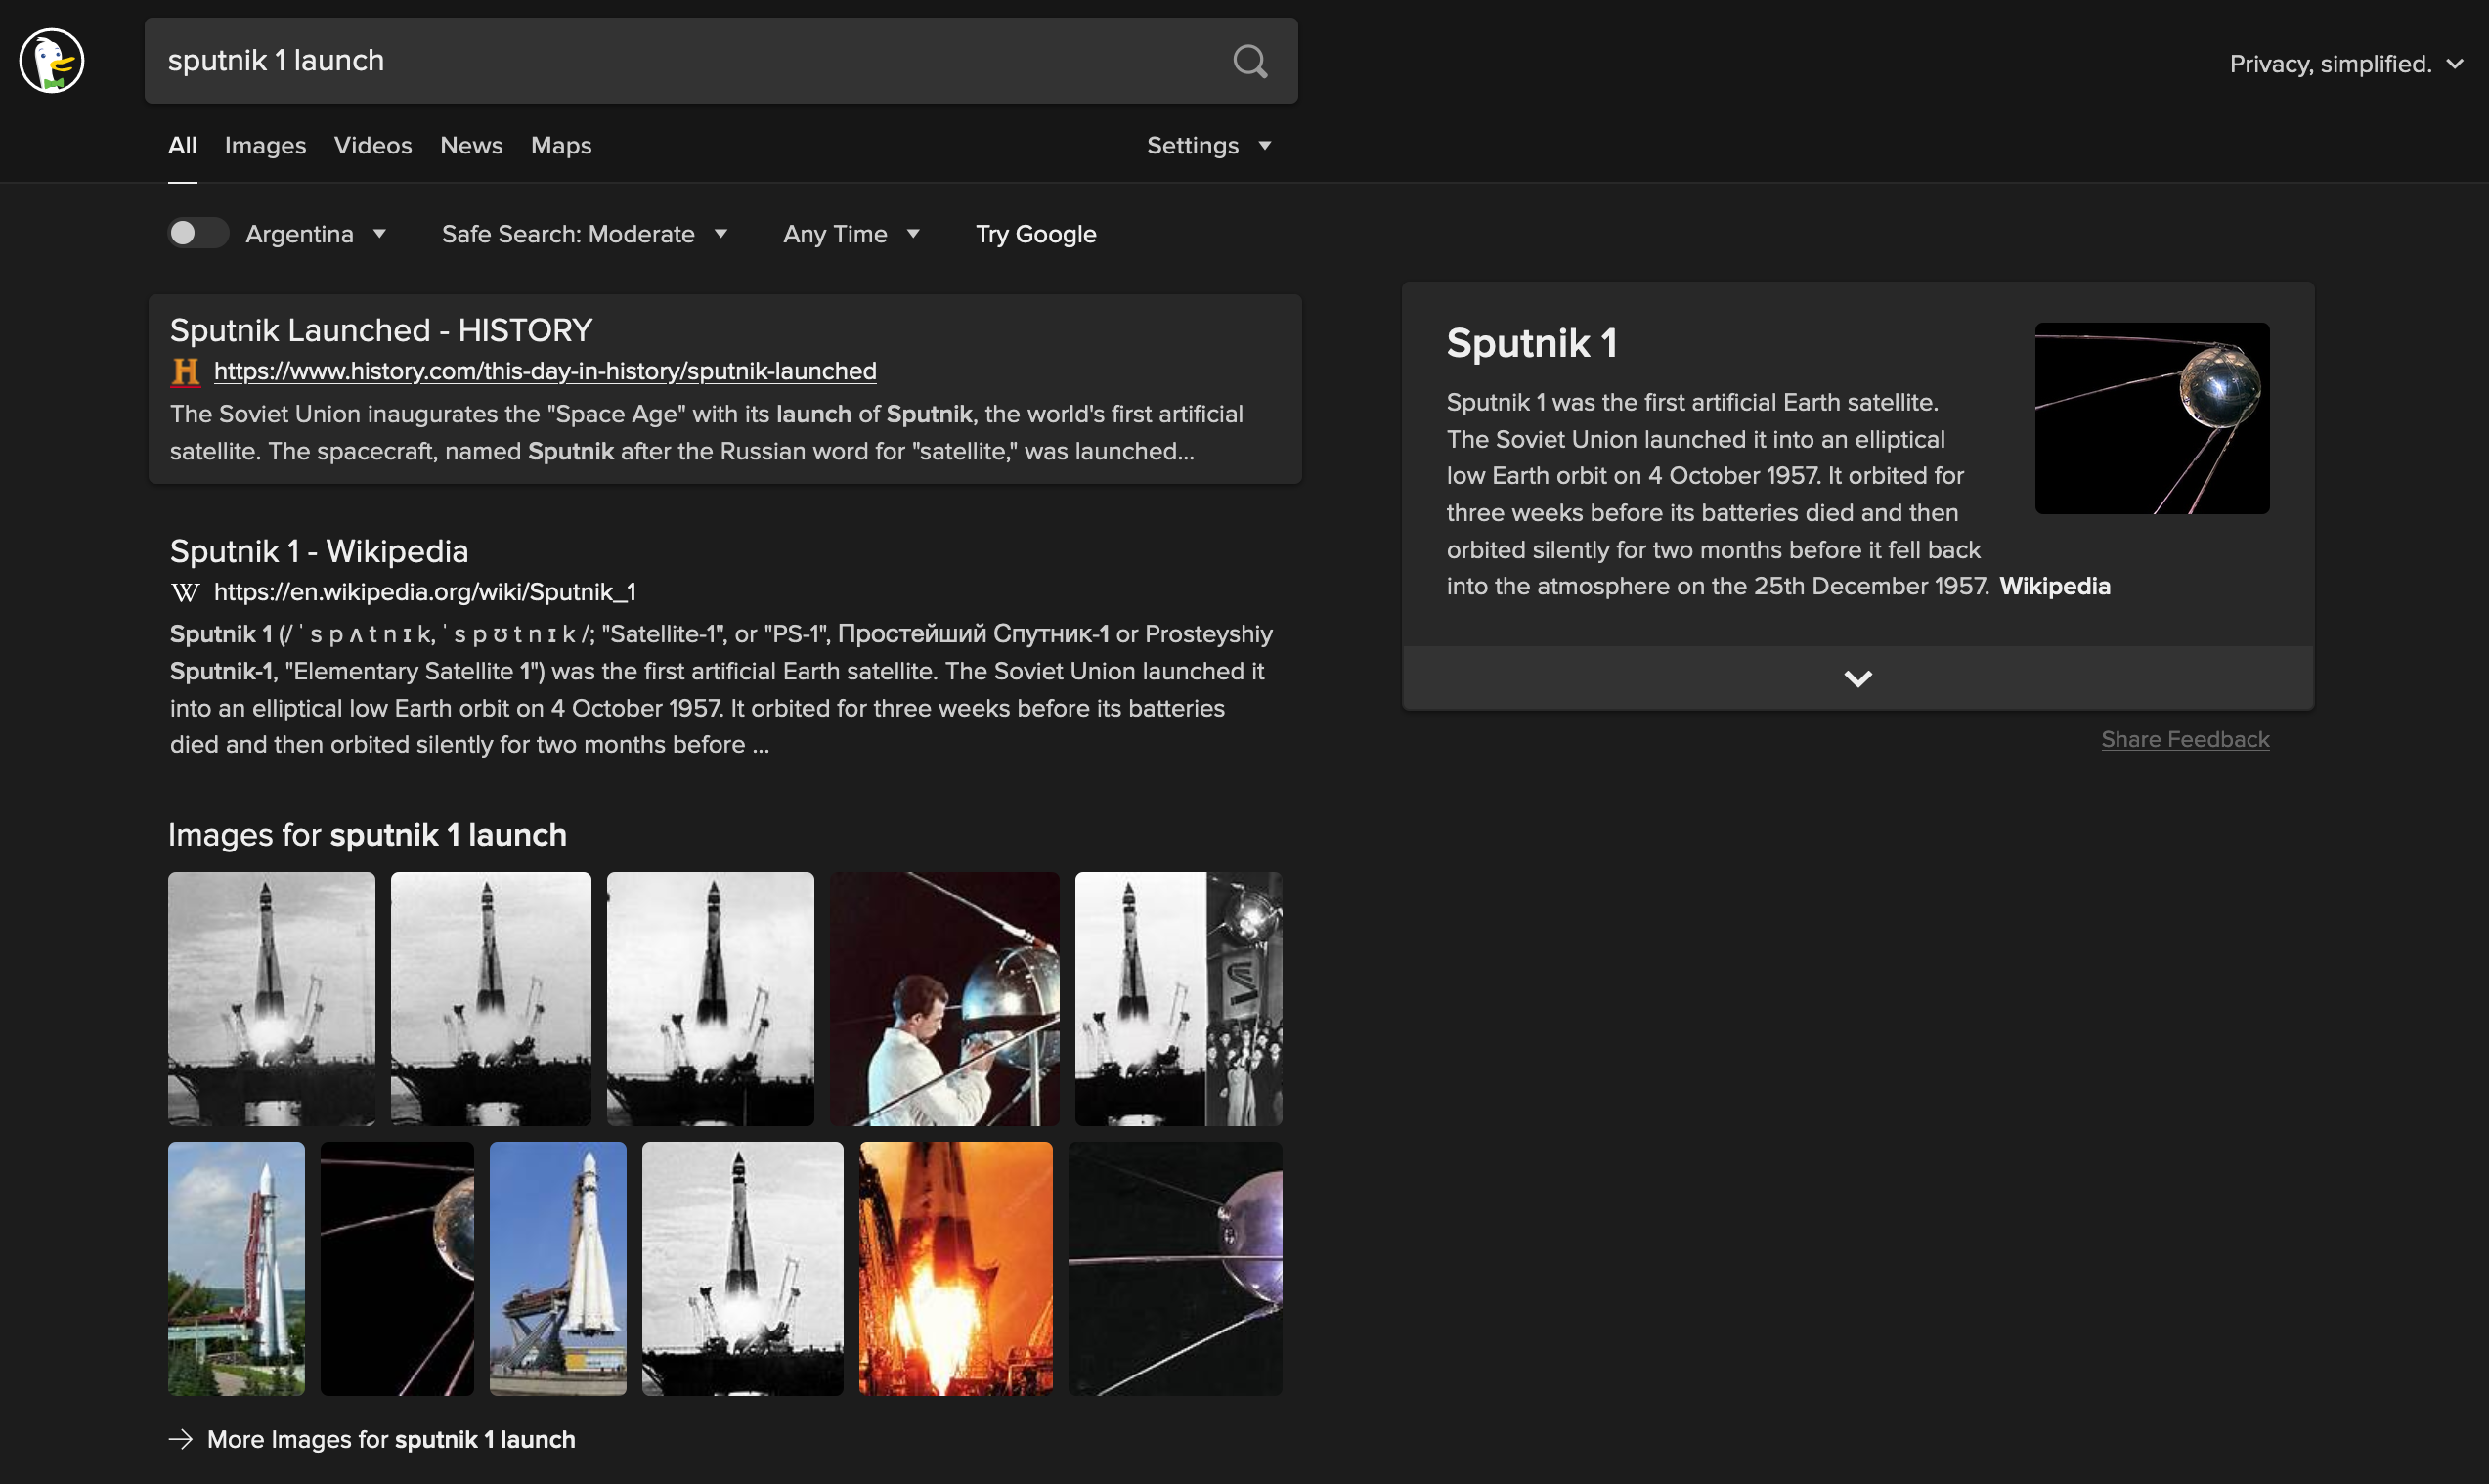 sputnik 1 launch
Privacy, simplified.
All Images Videos News Maps
Settings
Argentina
Safe Search: Moderate
Any Time
Try Google
Sputnik Launched - HISTORY
H https://www.history.com/this-day-in-history/sputnik-launched
The Soviet Union inaugurates the "Space Age" with its launch of Sputnik, the world's first artificial
satellite. The spacecraft, named Sputnik after the Russian word for "satellite," was launched...
Sputnik 1 - Wikipedia
W https://en.wikipedia.org/wiki/Sputnik_1
Sputnik 1 (/ ˈ s p ʌ t n ɪ k, ˈ s p ʊ t n ɪ k /; "Satellite-1", or "PS-1", Простейший Спутник-1 or Prosteyshiy
Sputnik-1, "Elementary Satellite 1") was the first artificial Earth satellite. The Soviet Union launched it
into an elliptical low Earth orbit on 4 October 1957. It orbited for three weeks before its batteries
died and then orbited silently for two months before ...
Images for sputnik 1 launch
More Images for sputnik 1 launch
Sputnik 1
Sputnik 1 was the first artificial Earth satellite.
The Soviet Union launched it into an elliptical
low Earth orbit on 4 October 1957. It orbited for
three weeks before its batteries died and then
orbited silently for two months before it fell back
into the atmosphere on the 25th December 1957. Wikipedia
Share Feedback